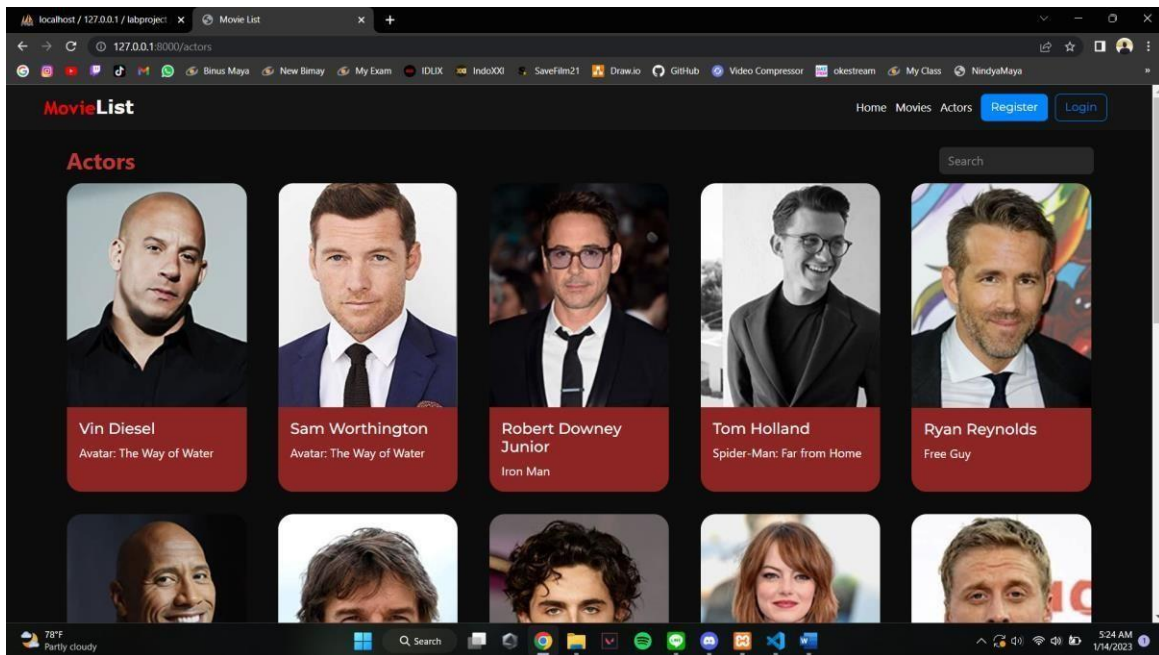 localhost / 127.0.0.1 / labproject
Movie List
127.0.0.1:8000/actors
Binus Maya
New Bimay
My Exam
IDLIX
IndoXXI
SaveFilm21
Draw.io
GitHub
Video Compressor
okestream
My Class
NindyaMaya
»
MovieList
Home Movies Actors Register Login
Actors
Search
Vin Diesel
Avatar: The Way of Water
Sam Worthington
Avatar: The Way of Water
Robert Downey
Junior
Iron Man
Tom Holland
Spider-Man: Far from Home
Ryan Reynolds
Free Guy
78°F
Partly cloudy
Search
5:24 AM
1/14/2023
1